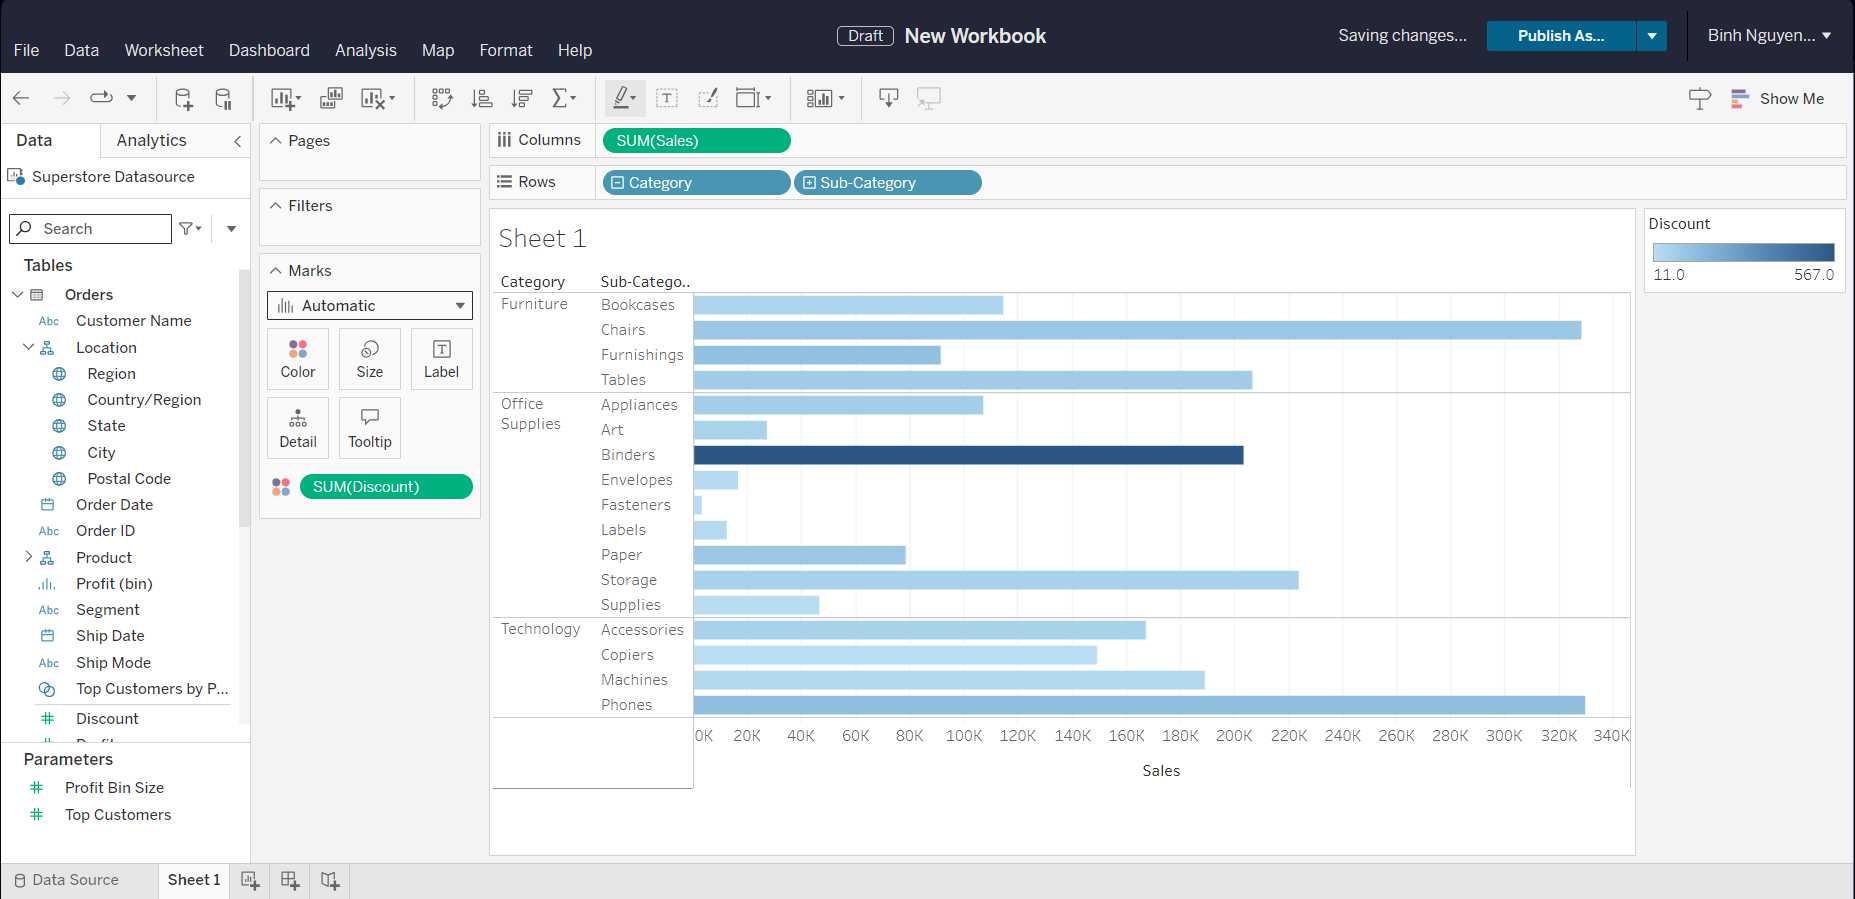 Draft New Workbook
Saving changes...
Publish As...
Binh Nguyen...
File Data Worksheet Dashboard Analysis Map Format Help
Show Me
Data Analytics
Superstore Datasource
Search
Tables
Orders
Abc Customer Name
Location
Region
Country/Region
State
City
Postal Code
Order Date
Abc Order ID
Product
Profit (bin)
Abc Segment
Ship Date
Abc Ship Mode
Top Customers by P...
Discount
Parameters
Profit Bin Size
Top Customers
Pages
Filters
Marks
Automatic
Color Size Label
Detail Tooltip
SUM(Discount)
Columns SUM(Sales)
Rows Category Sub-Category
Sheet 1
Category Sub-Catego..
Furniture Bookcases
Chairs
Furnishings
Tables
Office Supplies Appliances
Art
Binders
Envelopes
Fasteners
Labels
Paper
Storage
Supplies
Technology Accessories
Copiers
Machines
Phones
0K 20K 40K 60K 80K 100K 120K 140K 160K 180K 200K 220K 240K 260K 280K 300K 320K 340K
Sales
Discount
11.0 567.0
Data Source Sheet 1